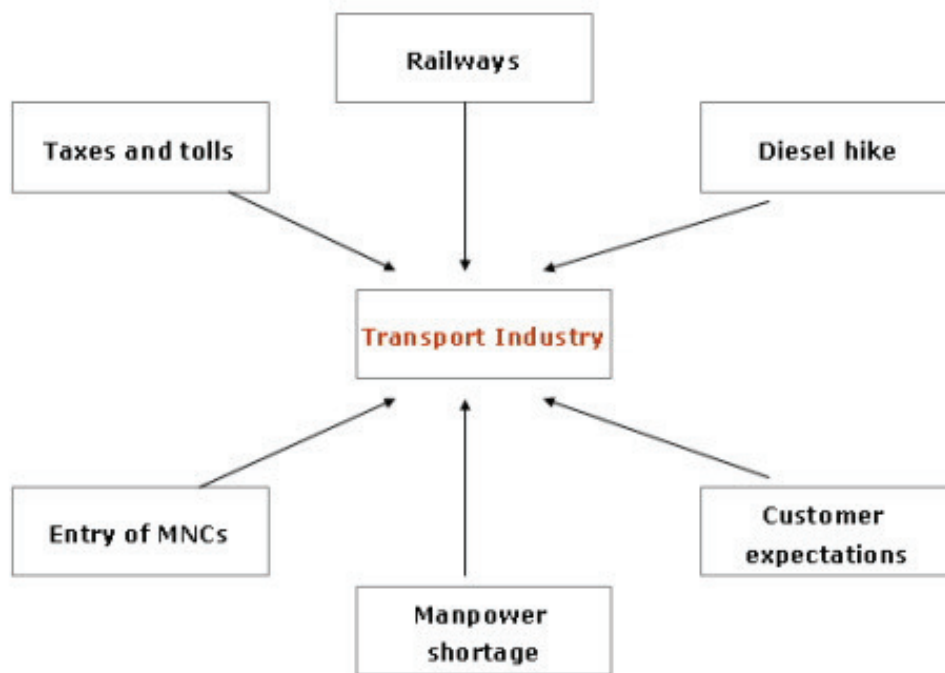 Railways
Taxes and tolls
Diesel hike
Transport Industry
Entry of MNCs
Customer
expectations
Manpower
shortage